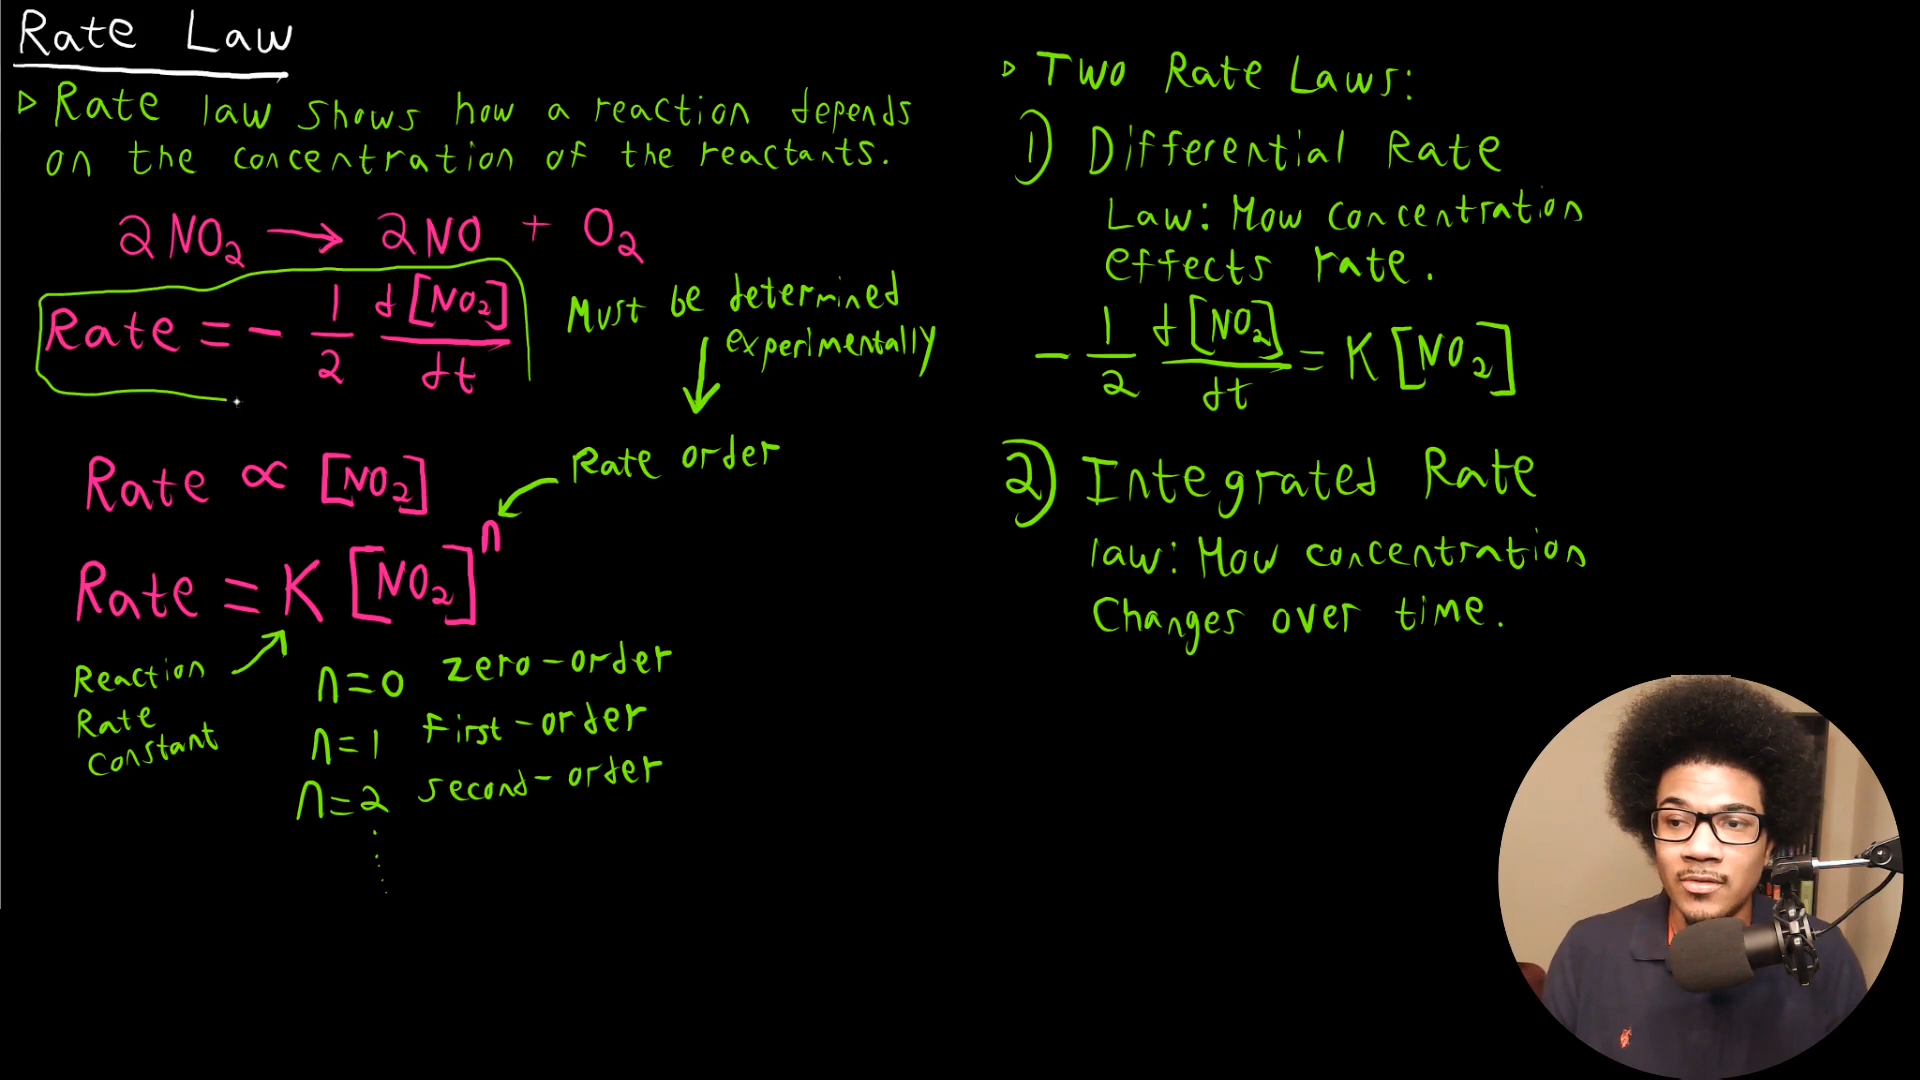 Rate Law
▷ Rate law shows how a reaction depends
on the concentration of the reactants.
2NO₂ → 2NO + O₂
Rate = - 1/2 d[NO₂]/dt
Must be determined
experimentally
Rate ∝ [NO₂]
Rate order
Rate = K[NO₂]ⁿ
Reaction
Rate
Constant
n=0 zero-order
n=1 First-order
n=2 second-order
▷ Two Rate Laws:
1) Differential Rate
Law: How concentration
effects rate.
- 1/2 d[NO₂]/dt = K[NO₂]
2) Integrated Rate
law: How concentration
Changes over time.